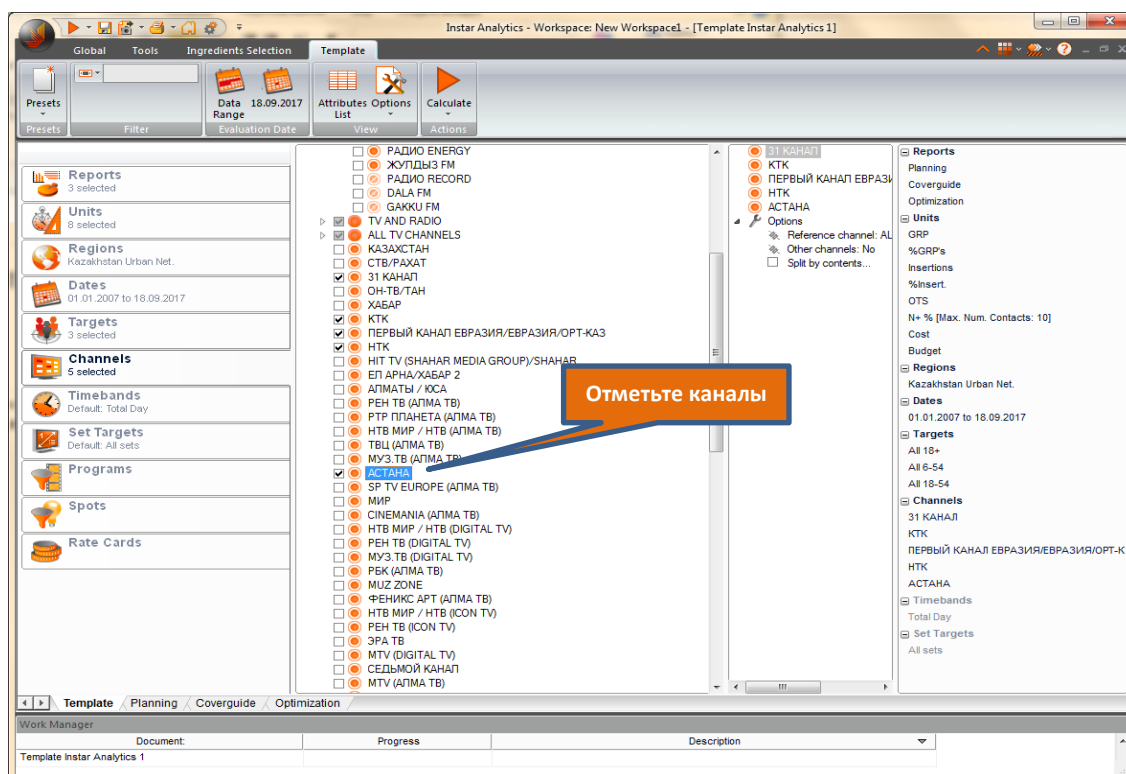 Instar Analytics - Workspace: New Workspace1 - [Template Instar Analytics 1]
Global Tools Ingredients Selection Template
Presets
Data Range
18.09.2017
Attributes List
Options
Calculate
Presets Filter Evaluation Date View Actions
Reports
3 selected
Units
8 selected
Regions
Kazakhstan Urban Net.
Dates
01.01.2007 to 18.09.2017
Targets
3 selected
Channels
5 selected
Timebands
Default: Total Day
Set Targets
Default: All sets
Programs
Spots
Rate Cards
РАДИО ENERGY
ЖУЛДЫЗ FM
РАДИО RECORD
DALA FM
GAKKU FM
TV AND RADIO
ALL TV CHANNELS
КАЗАХСТАН
СТВ/РАХАТ
31 КАНАЛ
ОН-ТВ/ТАН
ХАБАР
КТК
ПЕРВЫЙ КАНАЛ ЕВРАЗИЯ/ЕВРАЗИЯ/ОРТ-КАЗ
НТК
HIT TV (SHAHAR MEDIA GROUP)/SHAHAR
ЕЛ АРНА/ХАБАР 2
АЛМАТЫ / ЮСА
РЕН ТВ (АЛМА ТВ)
РТР ПЛАНЕТА (АЛМА ТВ)
НТВ МИР / НТВ (АЛМА ТВ)
ТВЦ (АЛМА ТВ)
МУЗ.ТВ (АЛМА ТВ)
АСТАНА
SP TV EUROPE (АЛМА ТВ)
МИР
CINEMANIA (АЛМА ТВ)
НТВ МИР / НТВ (DIGITAL TV)
РЕН ТВ (DIGITAL TV)
МУЗ.ТВ (DIGITAL TV)
РБК (АЛМА ТВ)
MUZ ZONE
ФЕНИКС АРТ (АЛМА ТВ)
НТВ МИР / НТВ (ICON TV)
РЕН ТВ (ICON TV)
ЭРА ТВ
MTV (DIGITAL TV)
СЕДЬМОЙ КАНАЛ
MTV (АЛМА ТВ)
Отметьте каналы
31 КАНАЛ
КТК
ПЕРВЫЙ КАНАЛ ЕВРАЗИ
НТК
АСТАНА
Options
Reference channel: AL
Other channels: No
Split by contents...
Reports
Planning
Coverguide
Optimization
Units
GRP
%GRP's
Insertions
%Insert.
OTS
N+ % [Max. Num. Contacts: 10]
Cost
Budget
Regions
Kazakhstan Urban Net.
Dates
01.01.2007 to 18.09.2017
Targets
All 18+
All 6-54
All 18-54
Channels
31 КАНАЛ
КТК
ПЕРВЫЙ КАНАЛ ЕВРАЗИЯ/ЕВРАЗИЯ/ОРТ-К
НТК
АСТАНА
Timebands
Total Day
Set Targets
All sets
Template Planning Coverguide Optimization
Work Manager
Document: Progress Description
Template Instar Analytics 1